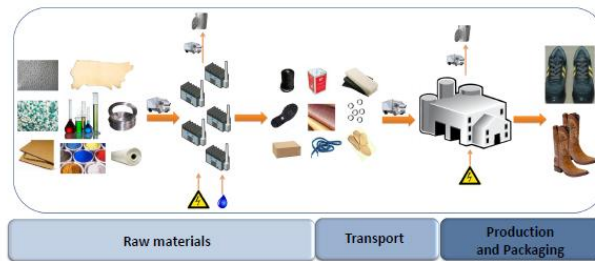 Raw materials
Transport
Production
and Packaging